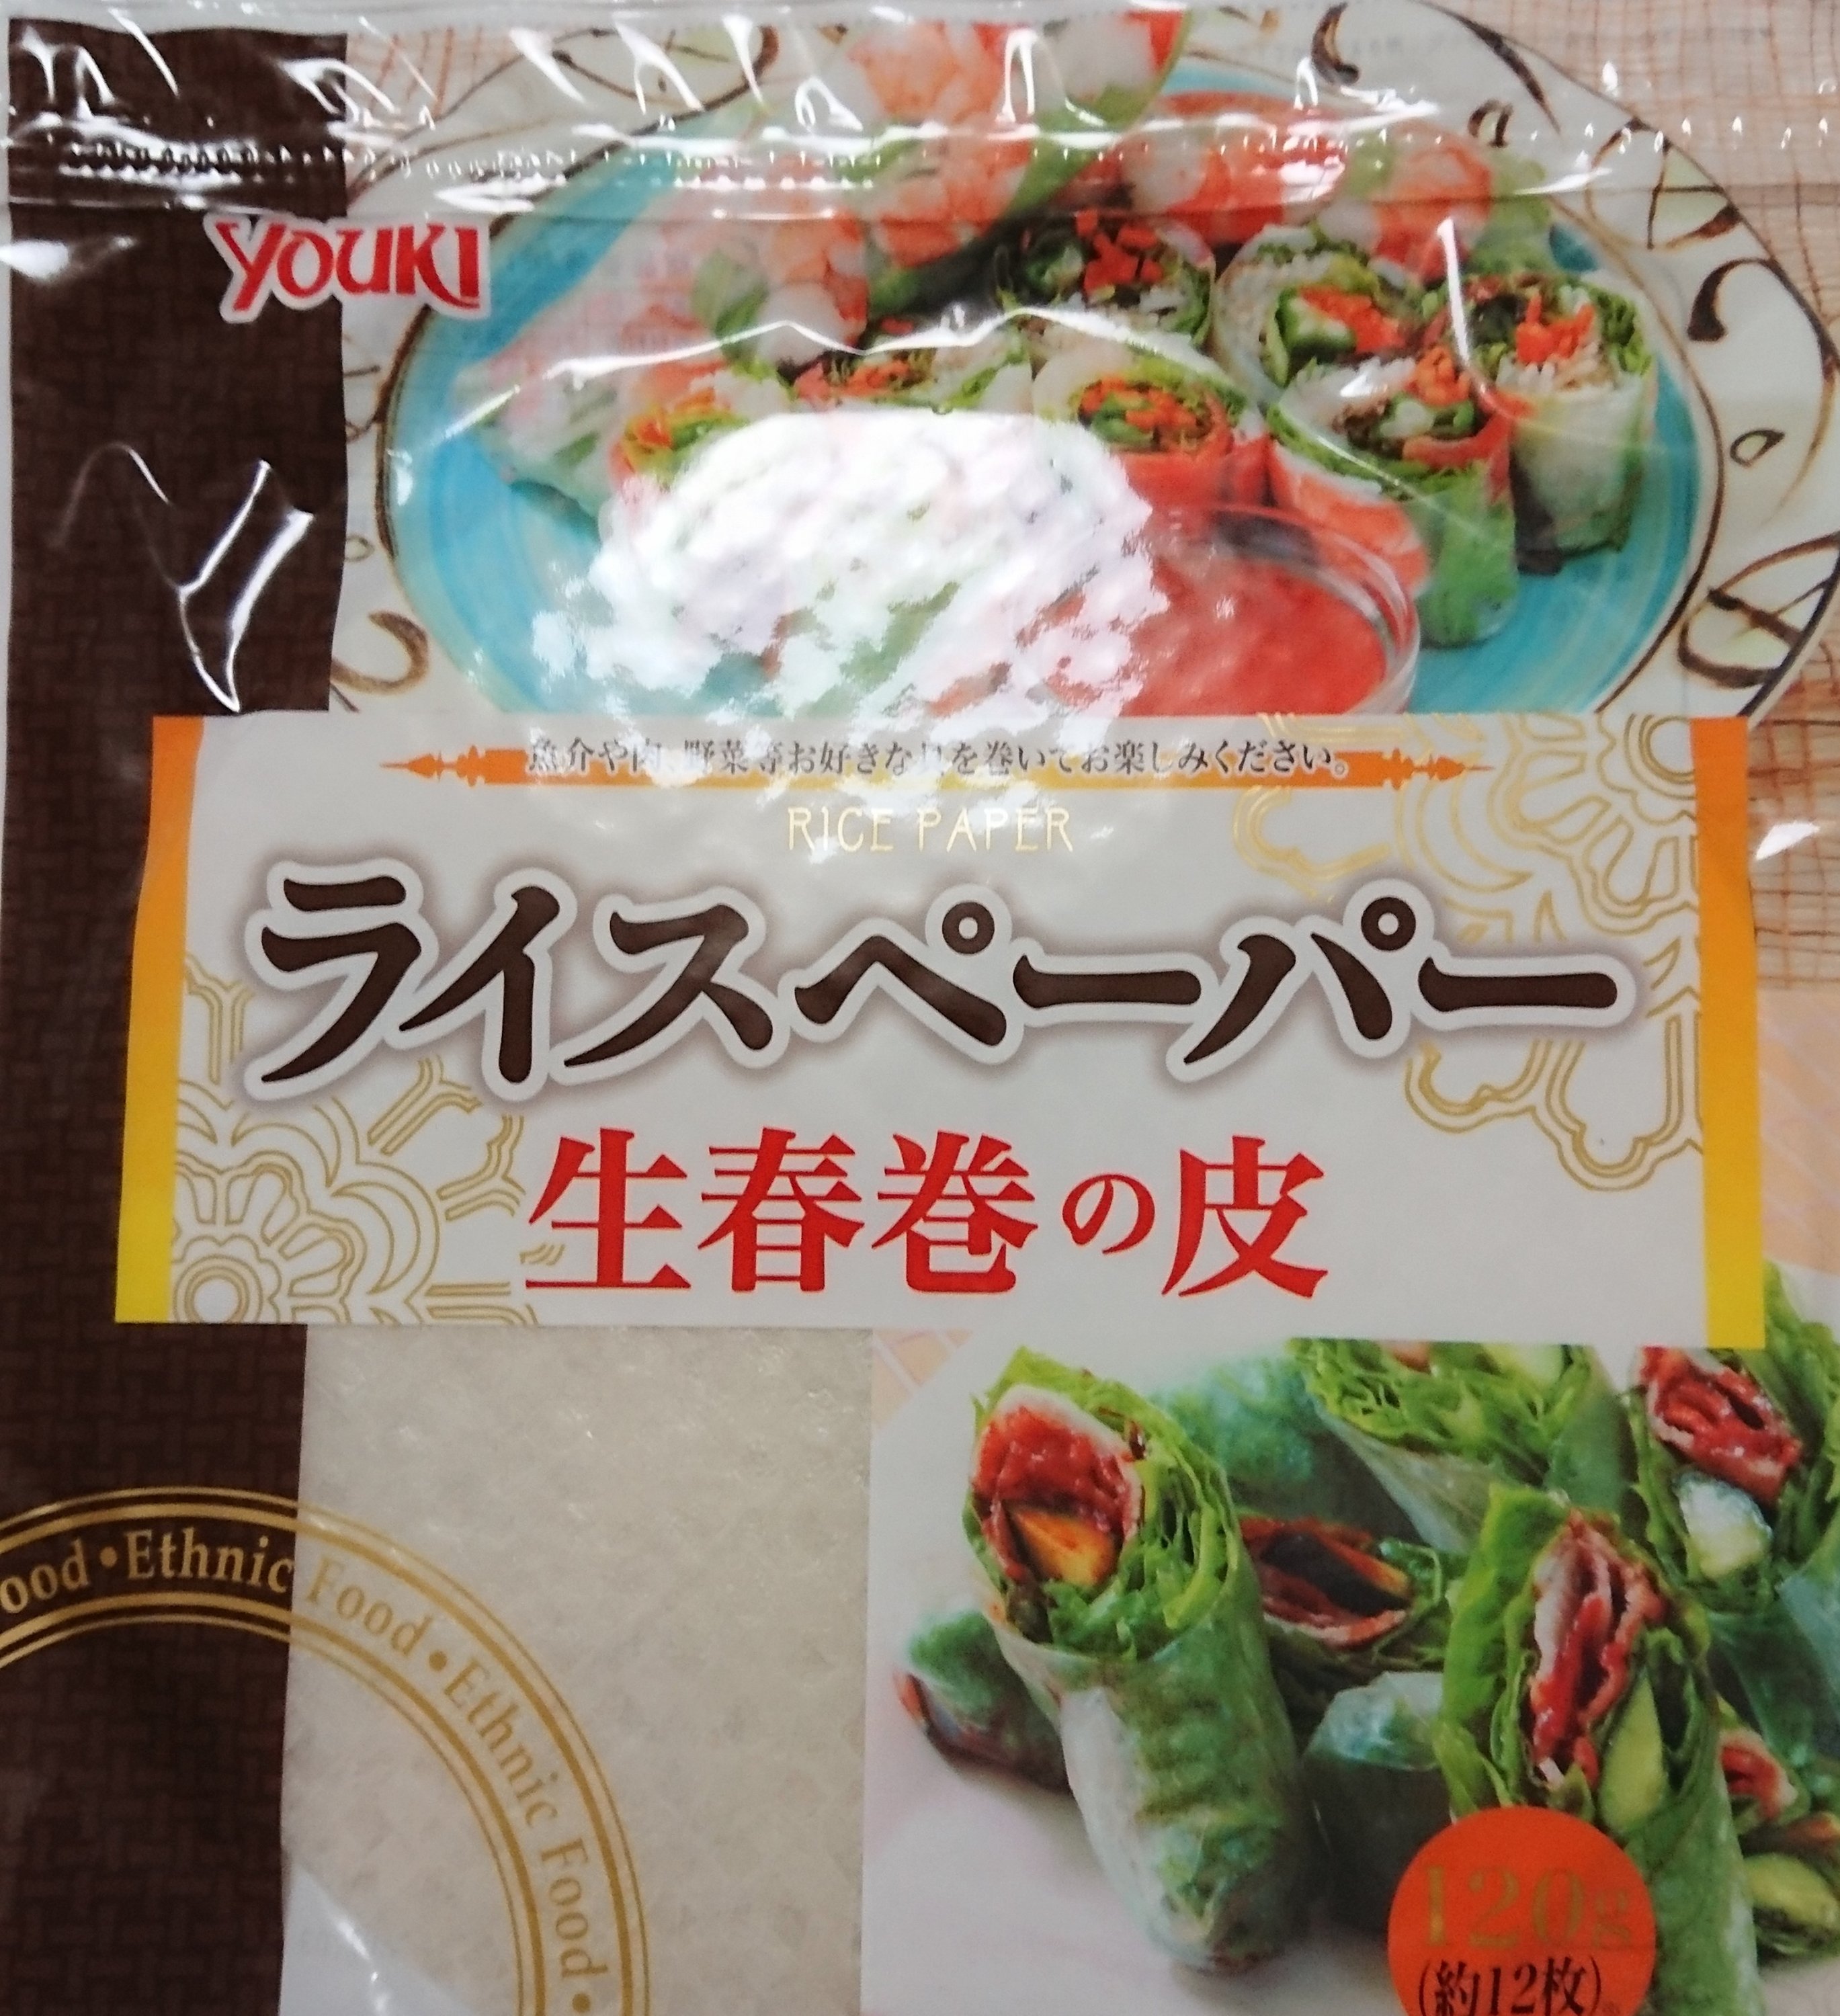 YOUKI
魚介や肉、野菜等お好きな具を巻いてお楽しみください。
RICE PAPER
ライスペーパー
生春巻の皮
ood・Ethnic Food・Ethnic Food・
120g
(約12枚)